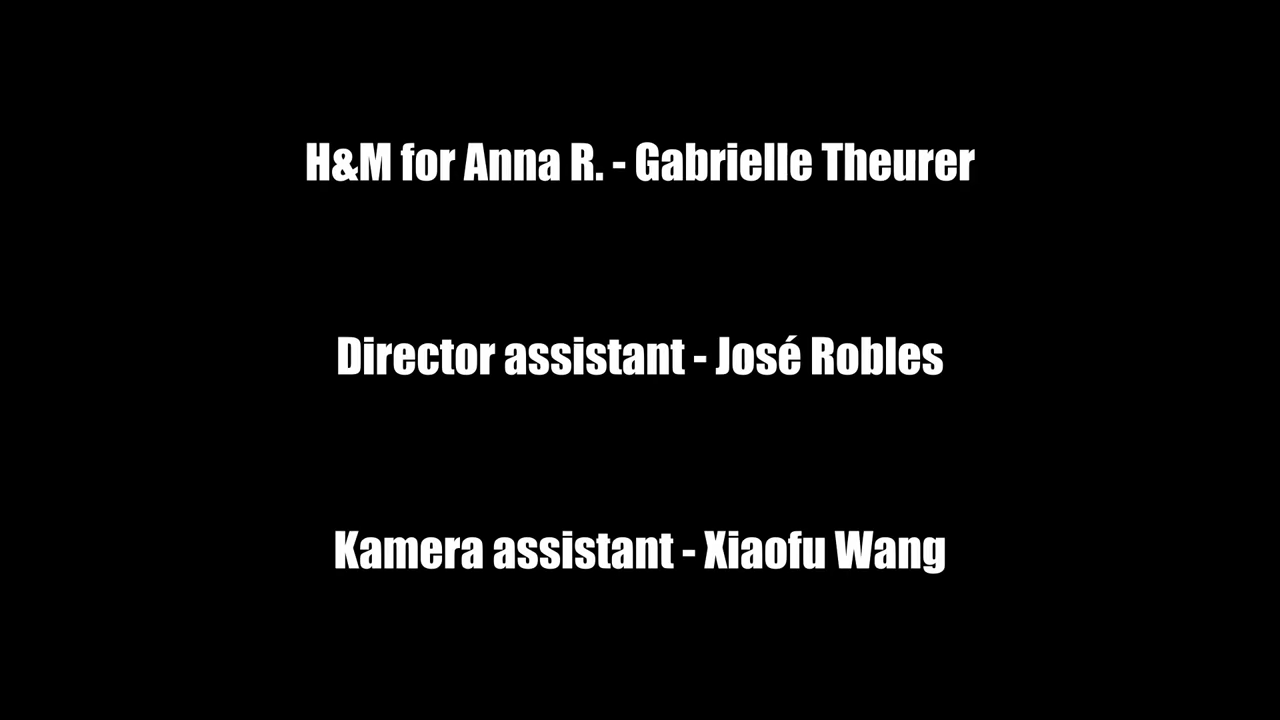 H&M for Anna R. - Gabrielle Theurer
Director assistant - José Robles
Kamera assistant - Xiaofu Wang